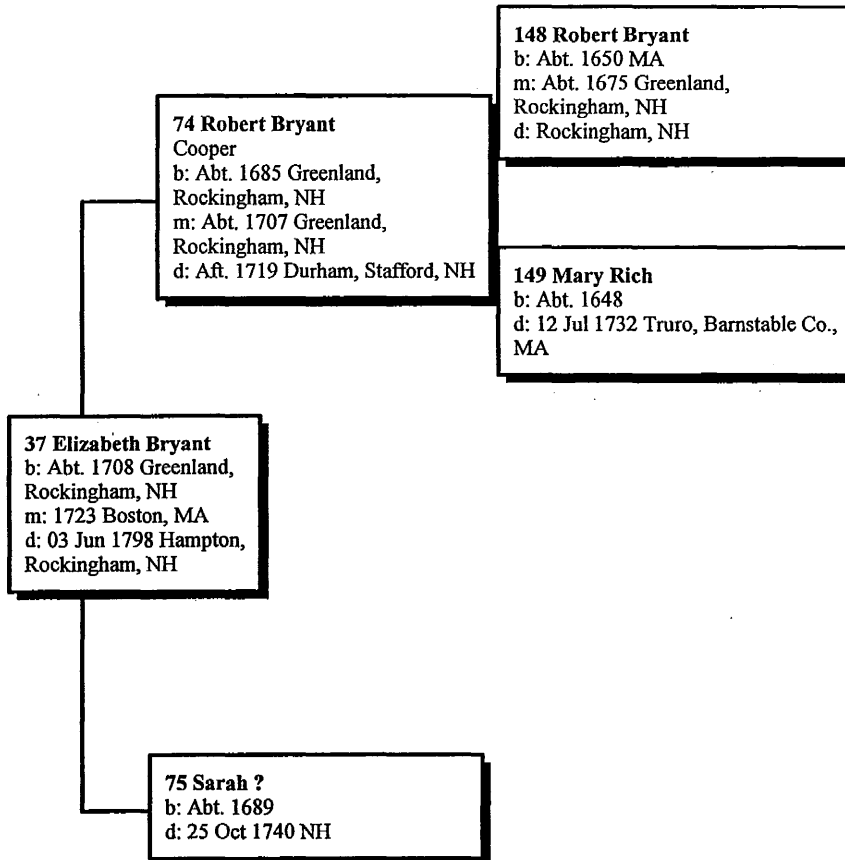 148 Robert Bryant
b: Abt. 1650 MA
m: Abt. 1675 Greenland,
Rockingham, NH
d: Rockingham, NH
74 Robert Bryant
Cooper
b: Abt. 1685 Greenland,
Rockingham, NH
m: Abt. 1707 Greenland,
Rockingham, NH
d: Aft. 1719 Durham, Stafford, NH
149 Mary Rich
b: Abt. 1648
d: 12 Jul 1732 Truro, Barnstable Co.,
MA
37 Elizabeth Bryant
b: Abt. 1708 Greenland,
Rockingham, NH
m: 1723 Boston, MA
d: 03 Jun 1798 Hampton,
Rockingham, NH
75 Sarah ?
b: Abt. 1689
d: 25 Oct 1740 NH